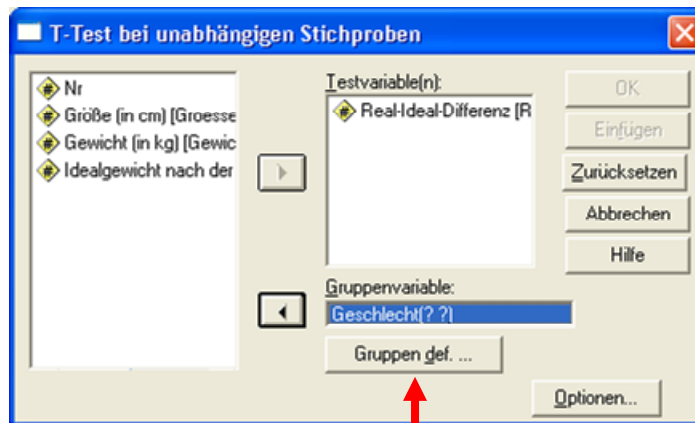 T-Test bei unabhängigen Stichproben
Nr
Größe (in cm) [Groesse
Gewicht (in kg) [Gewic
Idealgewicht nach der
Testvariable(n):
Real-Ideal-Differenz [R
Gruppenvariable:
Geschlecht(? ?)
Gruppen def. ...
OK
Einfügen
Zurücksetzen
Abbrechen
Hilfe
Optionen...